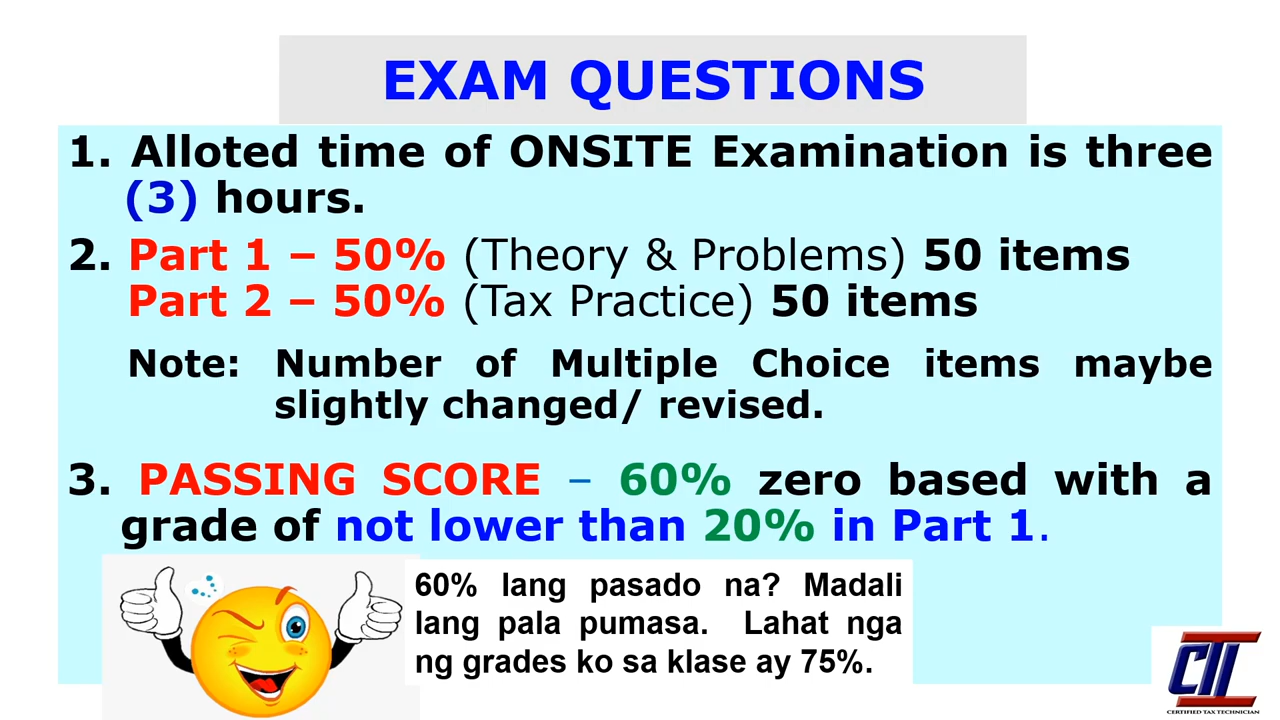 EXAM QUESTIONS
1. Alloted time of ONSITE Examination is three
(3) hours.
2. Part 1 – 50% (Theory & Problems) 50 items
Part 2 – 50% (Tax Practice) 50 items
Note: Number of Multiple Choice items maybe
slightly changed/ revised.
3. PASSING SCORE – 60% zero based with a
grade of not lower than 20% in Part 1.
60% lang pasado na? Madali
lang pala pumasa. Lahat nga
ng grades ko sa klase ay 75%.
CTT
CERTIFIED TAX TECHNICIAN